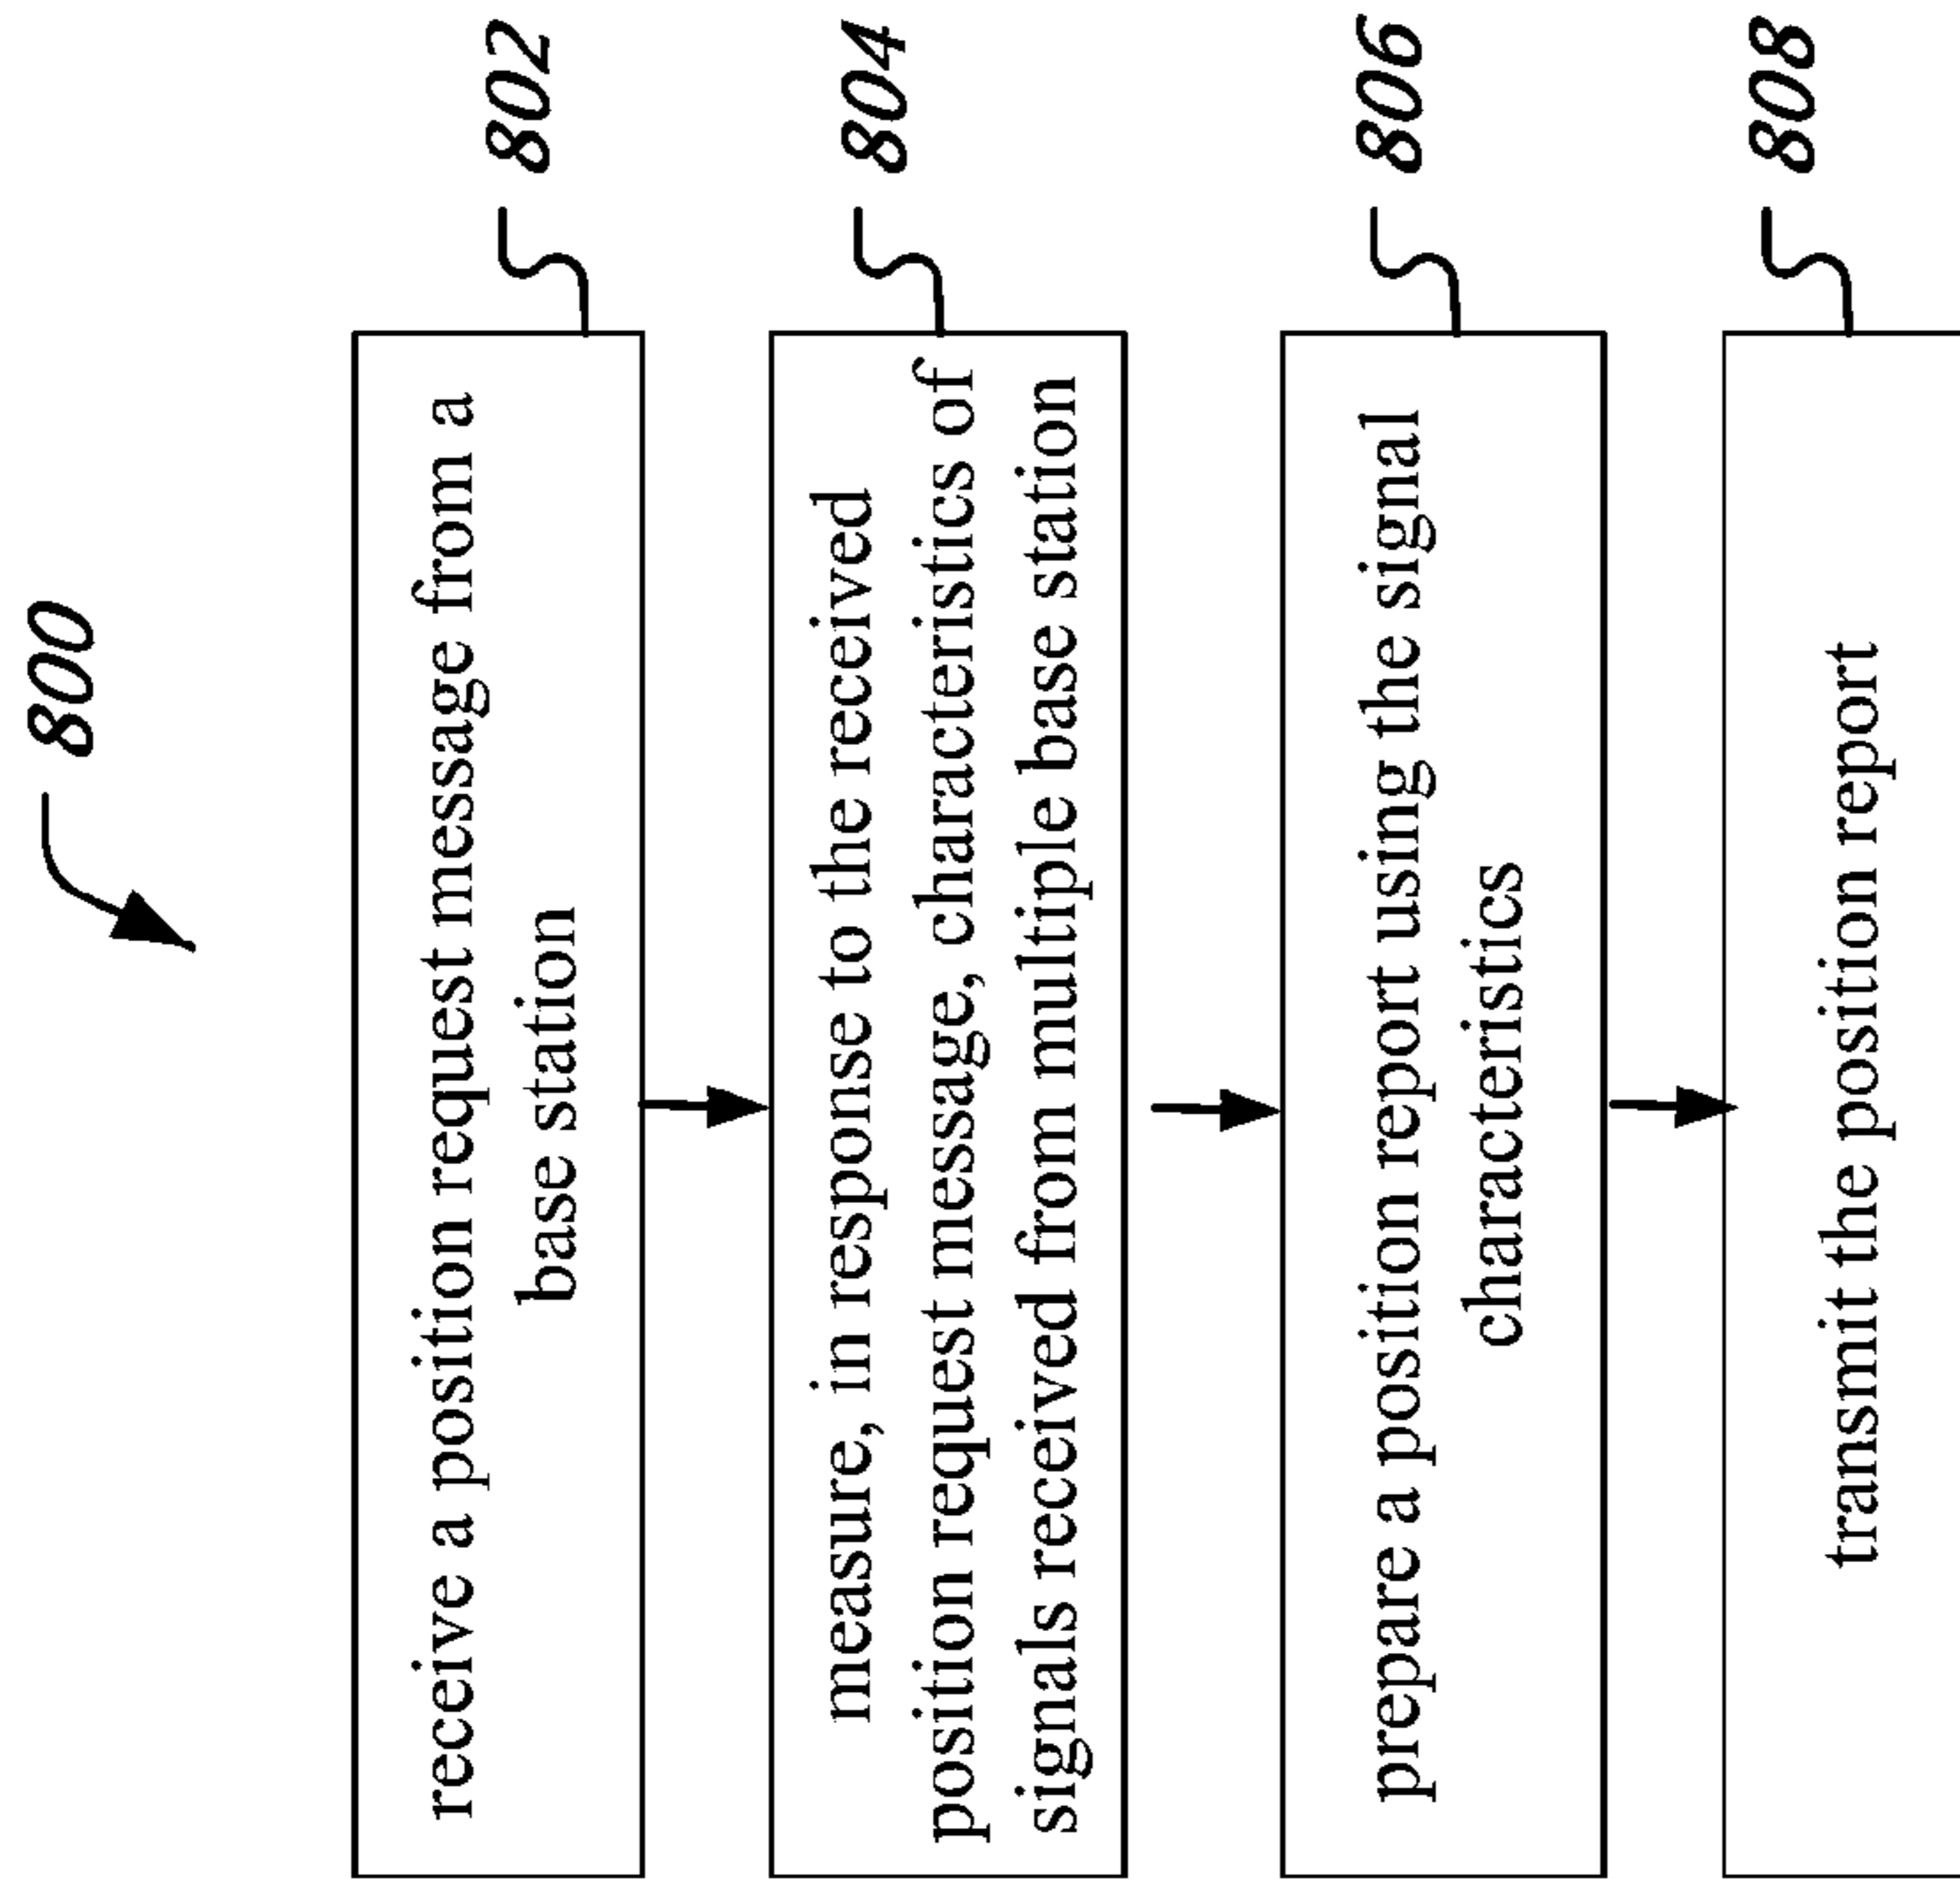 800
receive a position request message from a
base station
802
measure, in response to the received
position request message, characteristics of
signals received from multiple base station
804
prepare a position report using the signal
characteristics
806
transmit the position report
808